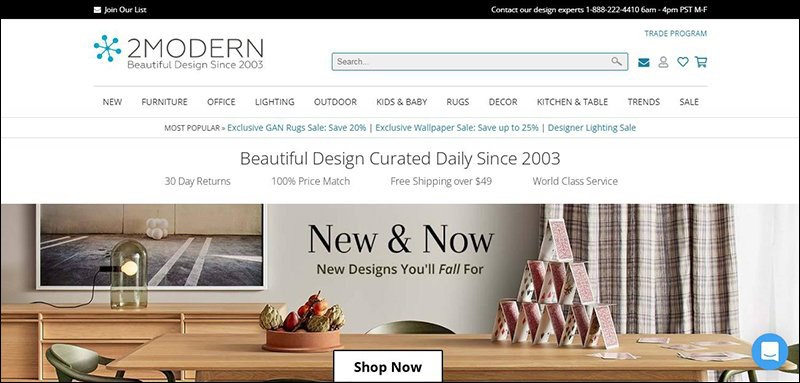 Join Our List
Contact our design experts 1-888-222-4410 6am - 4pm PST M-F
TRADE PROGRAM
2MODERN
Beautiful Design Since 2003
Search...
NEW FURNITURE OFFICE LIGHTING OUTDOOR KIDS & BABY RUGS DECOR KITCHEN & TABLE TRENDS SALE
MOST POPULAR » Exclusive GAN Rugs Sale: Save 20% | Exclusive Wallpaper Sale: Save up to 25% | Designer Lighting Sale
Beautiful Design Curated Daily Since 2003
30 Day Returns 100% Price Match Free Shipping over $49 World Class Service
New & Now
New Designs You'll Fall For
Shop Now